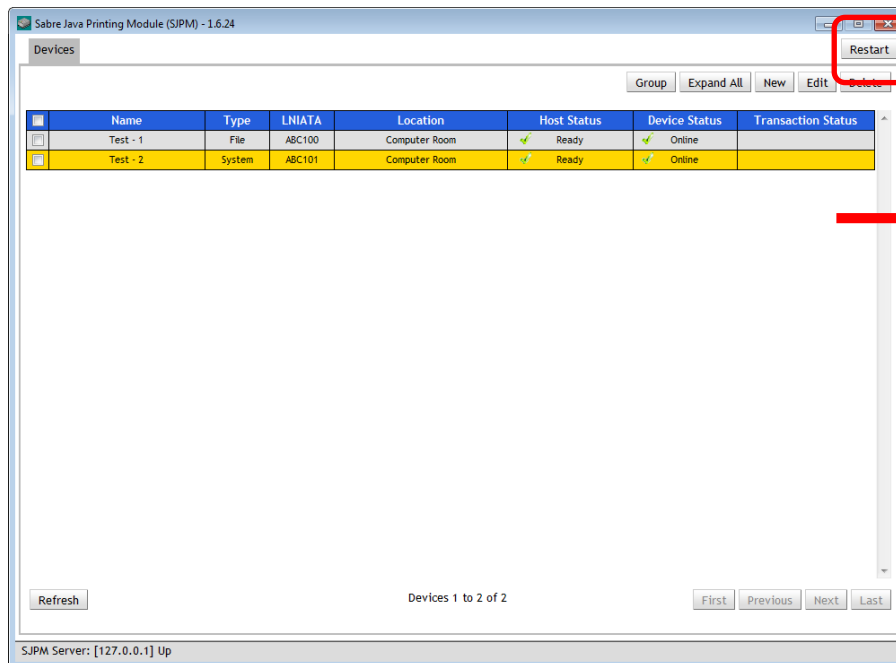 Sabre Java Printing Module (SJPM) - 1.6.24
Devices
Restart
Group Expand All New Edit Delete
Name Type LNIATA Location Host Status Device Status Transaction Status
Test - 1 File ABC100 Computer Room Ready Online
Test - 2 System ABC101 Computer Room Ready Online
Refresh Devices 1 to 2 of 2 First Previous Next Last
SJPM Server: [127.0.0.1] Up